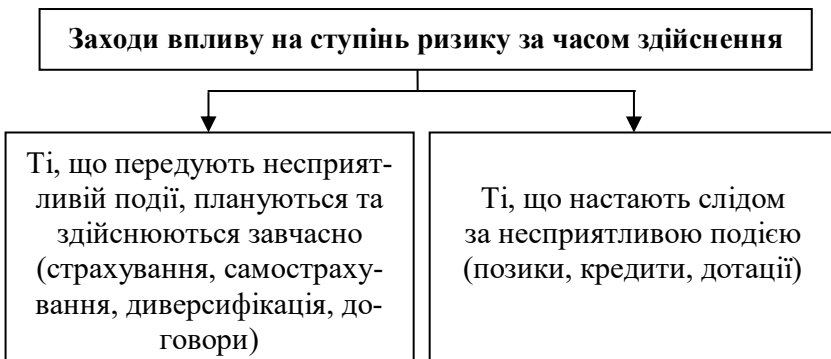 Заходи впливу на ступінь ризику за часом здійснення
Ті, що передують несприят-
ливій події, плануються та
здійснюються завчасно
(страхування, самостраху-
вання, диверсифікація, до-
говори)
Ті, що настають слідом
за несприятливою подією
(позики, кредити, дотації)